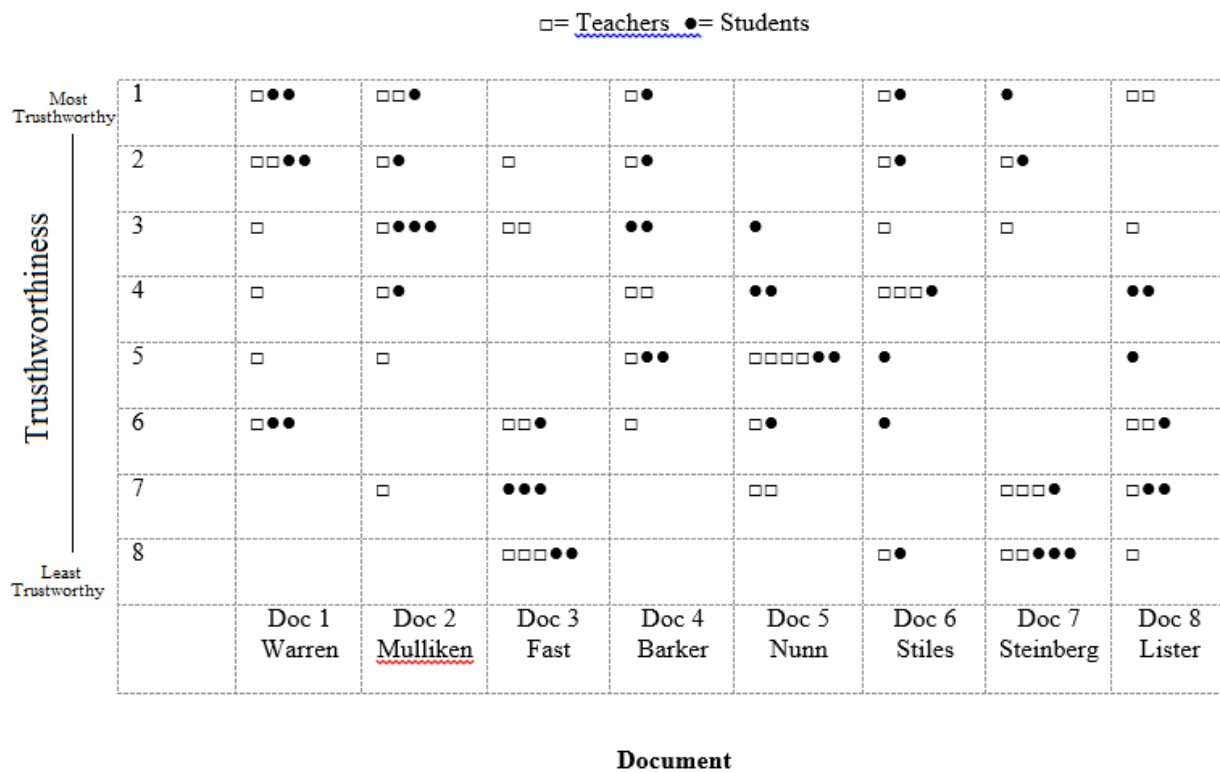 □= Teachers ●= Students
Most
Trusthworthy
Trusthworthiness
Least
Trustworthy
1 □●● □□● □● □● ● □□
2 □□●● □● □ □● □● □●
3 □ □●●● □□ ●● ● □ □ □
4 □ □● □□ ●● □□□● ●●
5 □ □ □●● □□□□●● ● ●
6 □●● □□● □ □● ● □□●
7 □ ●●● □□ □□□● □●●
8 □□□●● □● □□●●● □
Doc 1 Doc 2 Doc 3 Doc 4 Doc 5 Doc 6 Doc 7 Doc 8
Warren Mulliken Fast Barker Nunn Stiles Steinberg Lister
Document